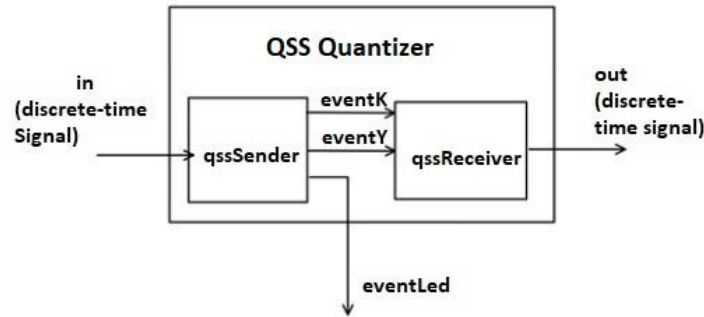 QSS Quantizer
in
(discrete-time
Signal)
qssSender
eventK
eventY
qssReceiver
out
(discrete-
time signal)
eventLed